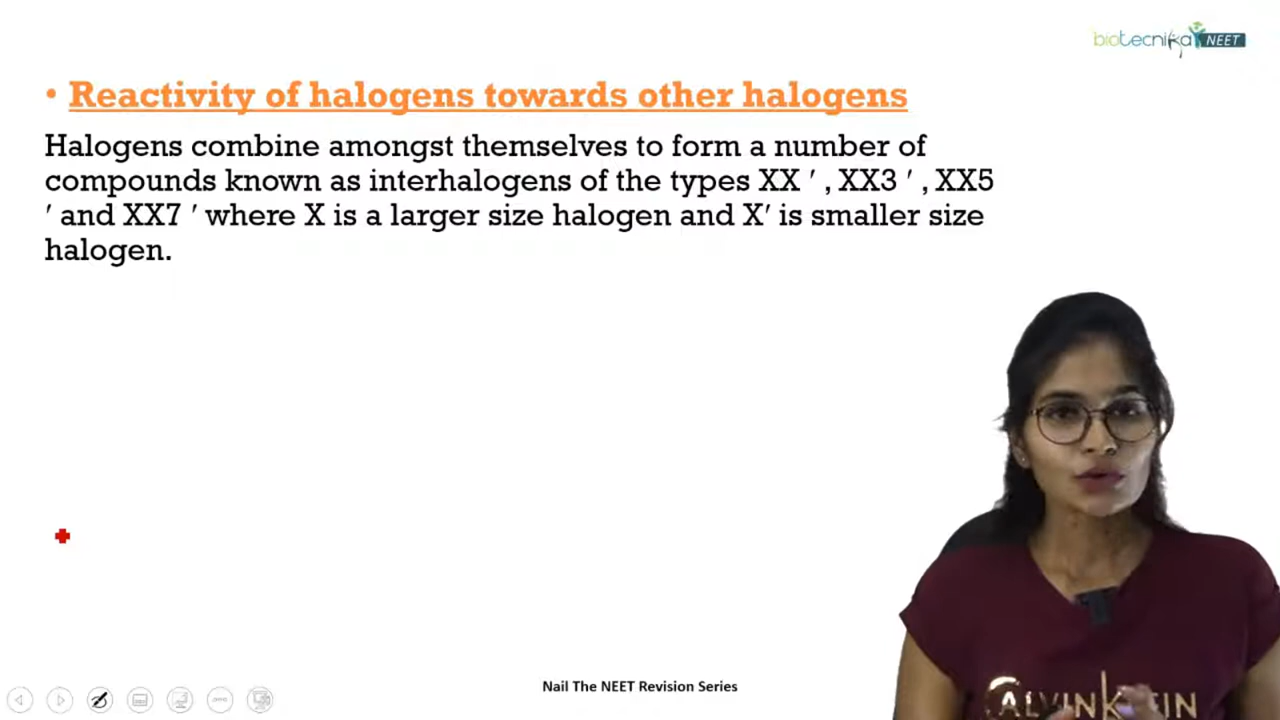 biotecnika NEET
• Reactivity of halogens towards other halogens
Halogens combine amongst themselves to form a number of
compounds known as interhalogens of the types XX ′ , XX3 ′ , XX5
′ and XX7 ′ where X is a larger size halogen and X′ is smaller size
halogen.
Nail The NEET Revision Series